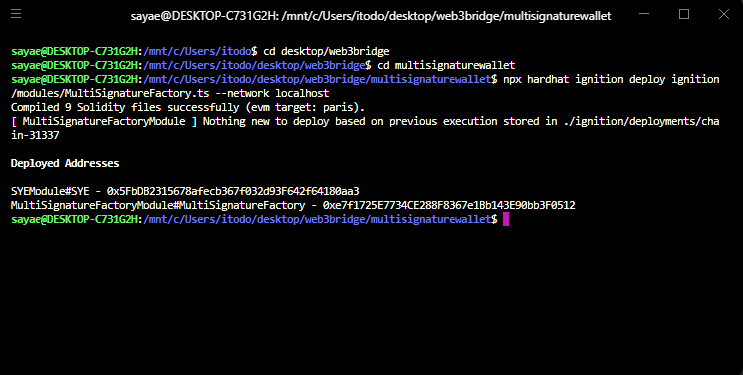 sayae@DESKTOP-C731G2H: /mnt/c/Users/itodo/desktop/web3bridge/multisignaturewallet
sayae@DESKTOP-C731G2H:/mnt/c/Users/itodo$ cd desktop/web3bridge
sayae@DESKTOP-C731G2H:/mnt/c/Users/itodo/desktop/web3bridge$ cd multisignaturewallet
sayae@DESKTOP-C731G2H:/mnt/c/Users/itodo/desktop/web3bridge/multisignaturewallet$ npx hardhat ignition deploy ignition
/modules/MultiSignatureFactory.ts --network localhost
Compiled 9 Solidity files successfully (evm target: paris).
[ MultiSignatureFactoryModule ] Nothing new to deploy based on previous execution stored in ./ignition/deployments/cha
in-31337
Deployed Addresses
SYEModule#SYE - 0x5FbDB2315678afecb367f032d93F642f64180aa3
MultiSignatureFactoryModule#MultiSignatureFactory - 0xe7f1725E7734CE288F8367e1Bb143E90bb3F0512
sayae@DESKTOP-C731G2H:/mnt/c/Users/itodo/desktop/web3bridge/multisignaturewallet$